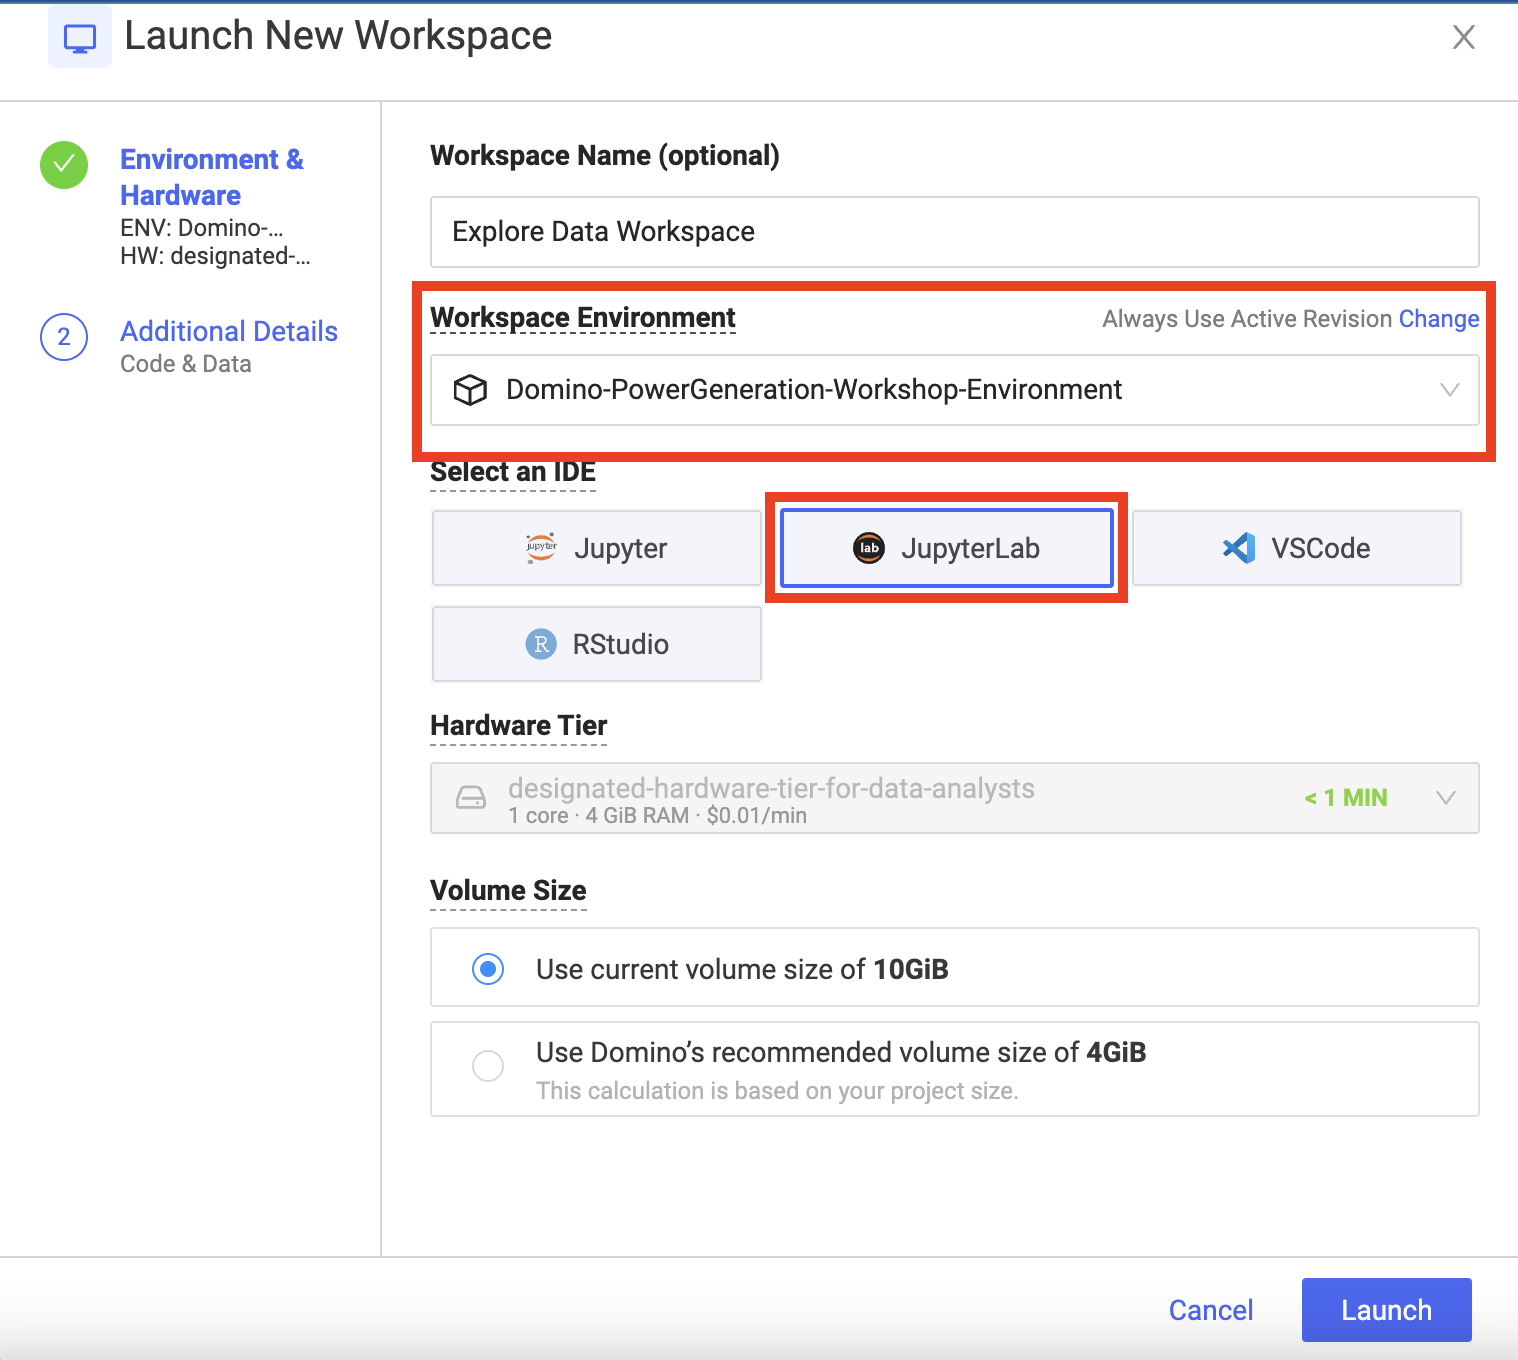 Launch New Workspace
Environment &
Hardware
ENV: Domino-...
HW: designated-...
2
Additional Details
Code & Data
Workspace Name (optional)
Explore Data Workspace
Workspace Environment
Always Use Active Revision Change
Domino-PowerGeneration-Workshop-Environment
Select an IDE
jupyter Jupyter
lab JupyterLab
VSCode
R RStudio
Hardware Tier
designated-hardware-tier-for-data-analysts
1 core · 4 GiB RAM · $0.01/min
< 1 MIN
Volume Size
Use current volume size of 10GiB
Use Domino’s recommended volume size of 4GiB
This calculation is based on your project size.
Cancel
Launch